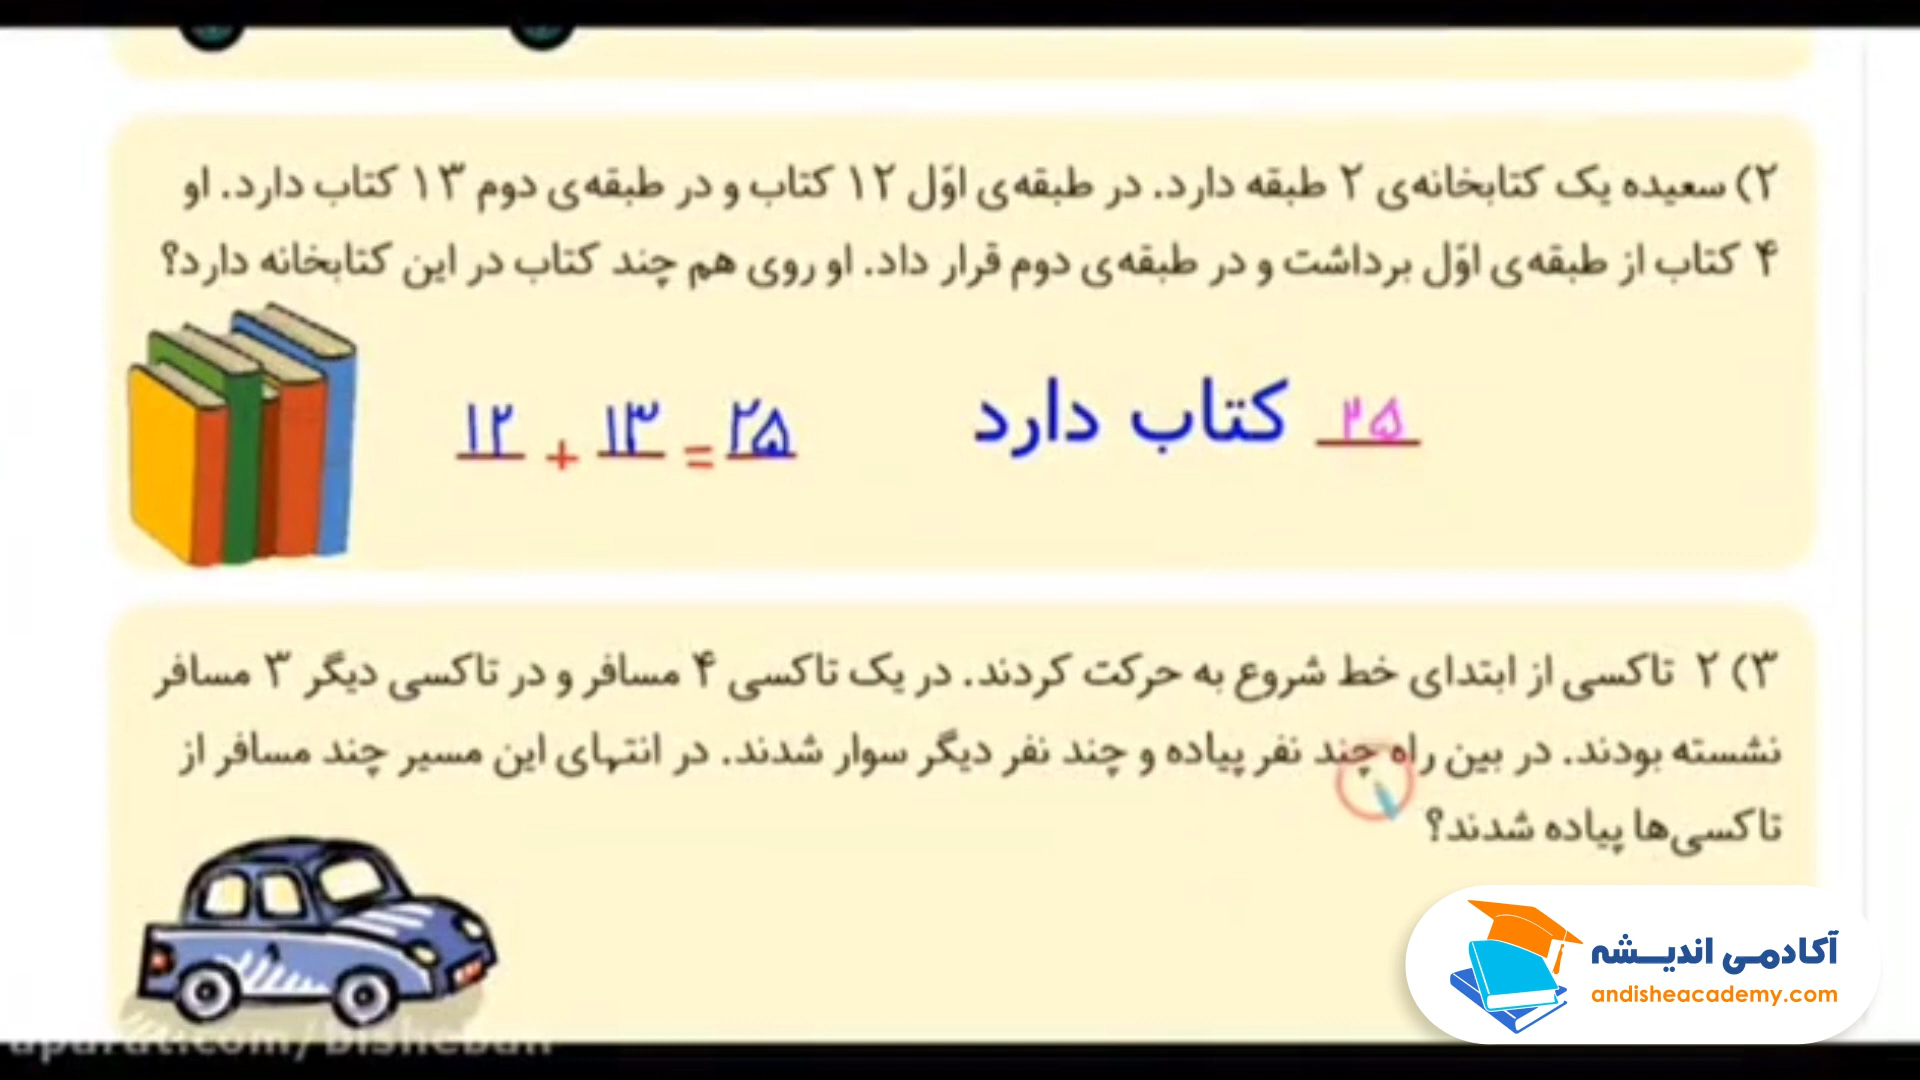 ۲) سعیده یک کتابخانه‌ی ۲ طبقه دارد. در طبقه‌ی اوّل ۱۲ کتاب و در طبقه‌ی دوم ۱۳ کتاب دارد. او
۴ کتاب از طبقه‌ی اوّل برداشت و در طبقه‌ی دوم قرار داد. او روی هم چند کتاب در این کتابخانه دارد؟
۱۲ + ۱۳ = ۲۵
۲۵ کتاب دارد
۳) ۲ تاکسی از ابتدای خط شروع به حرکت کردند. در یک تاکسی ۴ مسافر و در تاکسی دیگر ۳ مسافر
نشسته بودند. در بین راه چند نفر پیاده و چند نفر دیگر سوار شدند. در انتهای این مسیر چند مسافر از
تاکسی‌ها پیاده شدند؟
آکادمی اندیشه
andisheacademy.com